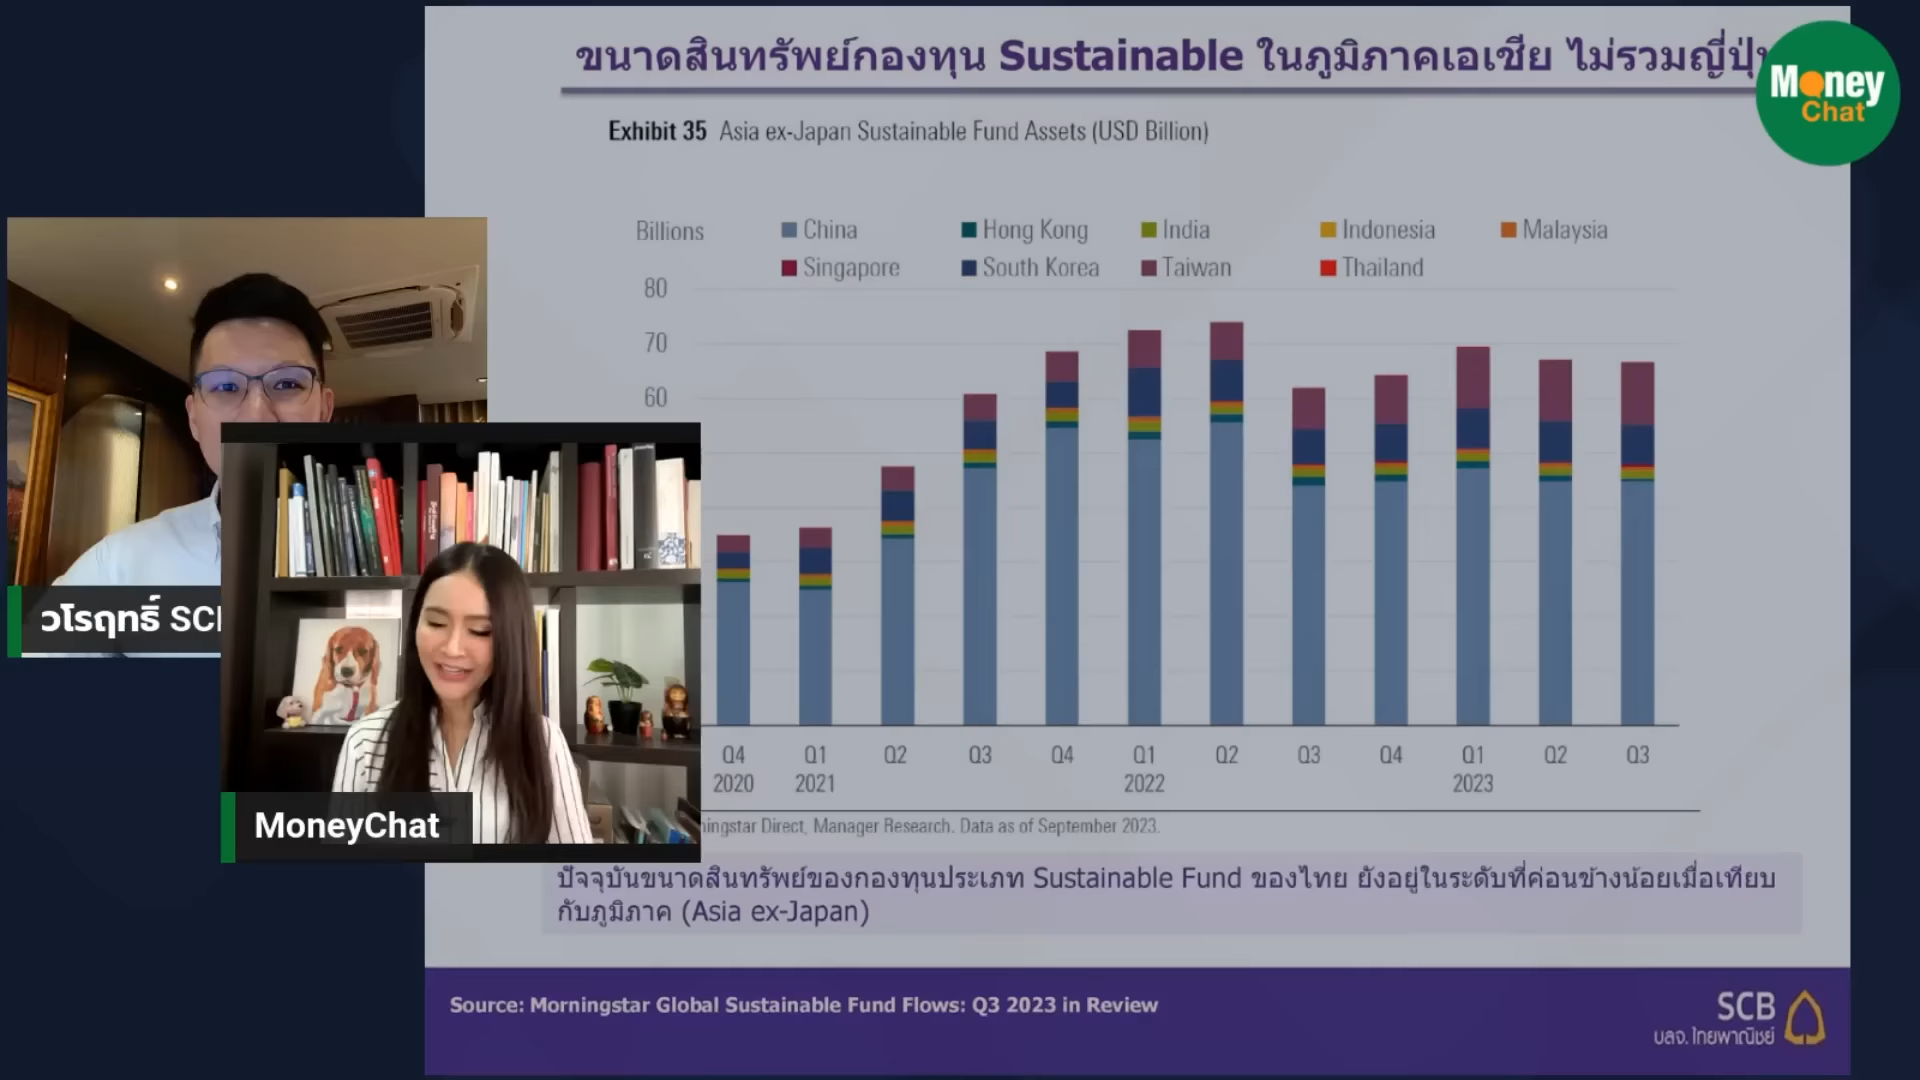 ขนาดสินทรัพย์กองทุน Sustainable ในภูมิภาคเอเชีย ไม่รวมญี่ปุ่
Money
Chat
Exhibit 35 Asia ex-Japan Sustainable Fund Assets (USD Billion)
Billions
China
Hong Kong
India
Indonesia
Malaysia
Singapore
South Korea
Taiwan
Thailand
80
70
60
วโรฤทธิ์ SC
MoneyChat
Q4 Q1 Q2 Q3 Q4 Q1 Q2 Q3 Q4 Q1 Q2 Q3
2020 2021 2022 2023
ningstar Direct, Manager Research. Data as of September 2023.
ปัจจุบันขนาดสินทรัพย์ของกองทุนประเภท Sustainable Fund ของไทย ยังอยู่ในระดับที่ค่อนข้างน้อยเมื่อเทียบ
กับภูมิภาค (Asia ex-Japan)
Source: Morningstar Global Sustainable Fund Flows: Q3 2023 in Review
SCB
บลจ. ไทยพาณิชย์